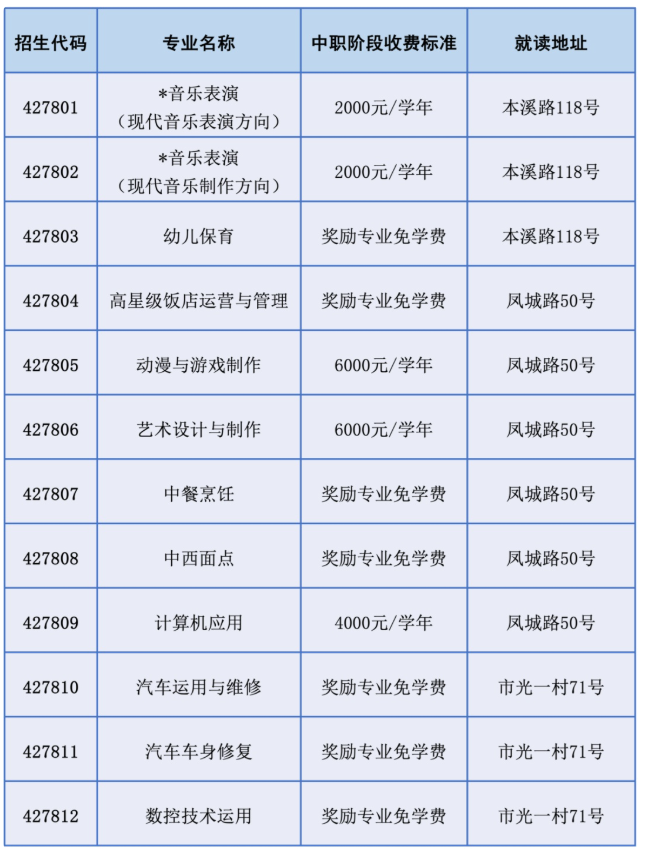 招生代码 专业名称 中职阶段收费标准 就读地址
427801 *音乐表演 2000元/学年 本溪路118号
（现代音乐表演方向）
427802 *音乐表演 2000元/学年 本溪路118号
（现代音乐制作方向）
427803 幼儿保育 奖励专业免学费 本溪路118号
427804 高星级饭店运营与管理 奖励专业免学费 凤城路50号
427805 动漫与游戏制作 6000元/学年 凤城路50号
427806 艺术设计与制作 6000元/学年 凤城路50号
427807 中餐烹饪 奖励专业免学费 凤城路50号
427808 中西面点 奖励专业免学费 凤城路50号
427809 计算机应用 4000元/学年 凤城路50号
427810 汽车运用与维修 奖励专业免学费 市光一村71号
427811 汽车车身修复 奖励专业免学费 市光一村71号
427812 数控技术运用 奖励专业免学费 市光一村71号